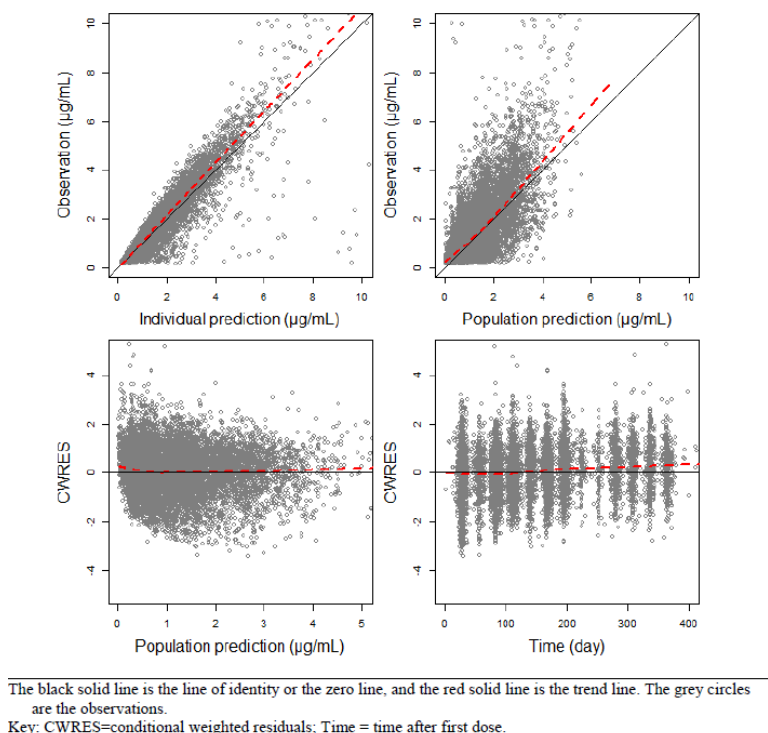 10
8
6
4
2
0
Observation (µg/mL)
0 2 4 6 8 10
Individual prediction (µg/mL)
10
8
6
4
2
0
Observation (µg/mL)
0 2 4 6 8 10
Population prediction (µg/mL)
4
2
0
-2
-4
CWRES
0 1 2 3 4 5
Population prediction (µg/mL)
4
2
0
-2
-4
CWRES
0 100 200 300 400
Time (day)
The black solid line is the line of identity or the zero line, and the red solid line is the trend line. The grey circles
are the observations.
Key: CWRES=conditional weighted residuals; Time = time after first dose.